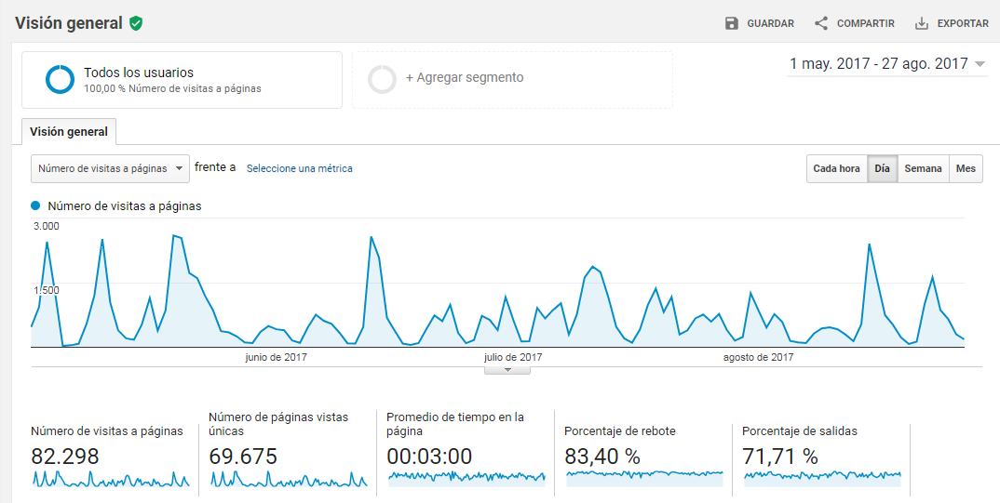 Visión general
GUARDAR
COMPARTIR
EXPORTAR
Todos los usuarios
100,00 % Número de visitas a páginas
+ Agregar segmento
1 may. 2017 - 27 ago. 2017
Visión general
Número de visitas a páginas
frente a
Seleccione una métrica
Cada hora
Día
Semana
Mes
Número de visitas a páginas
3.000
1.500
junio de 2017
julio de 2017
agosto de 2017
Número de visitas a páginas
82.298
Número de páginas vistas
únicas
69.675
Promedio de tiempo en la
página
00:03:00
Porcentaje de rebote
83,40 %
Porcentaje de salidas
71,71 %